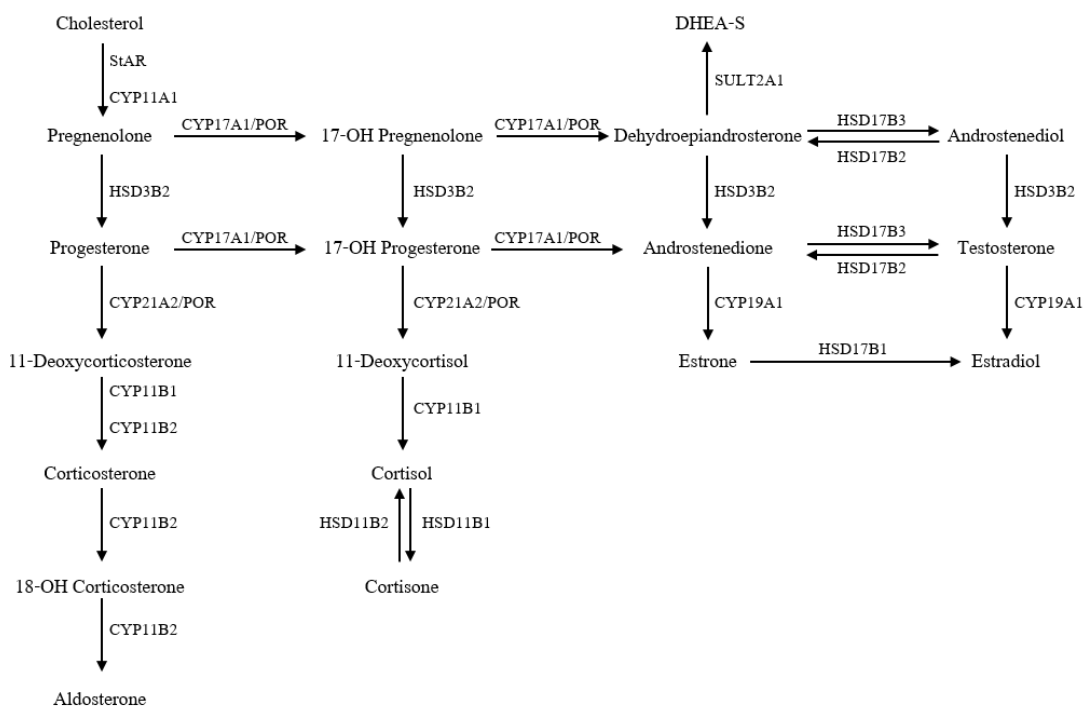 Cholesterol DHEA-S
StAR
SULT2A1
CYP11A1
CYP17A1/POR CYP17A1/POR HSD17B3
Pregnenolone 17-OH Pregnenolone Dehydroepiandrosterone Androstenediol
HSD17B2
HSD3B2 HSD3B2 HSD3B2 HSD3B2
CYP17A1/POR CYP17A1/POR HSD17B3
Progesterone 17-OH Progesterone Androstenedione Testosterone
HSD17B2
CYP21A2/POR CYP21A2/POR CYP19A1 CYP19A1
HSD17B1
11-Deoxycorticosterone 11-Deoxycortisol Estrone Estradiol
CYP11B1
CYP11B1
CYP11B2
Corticosterone Cortisol
CYP11B2 HSD11B2 HSD11B1
18-OH Corticosterone Cortisone
CYP11B2
Aldosterone